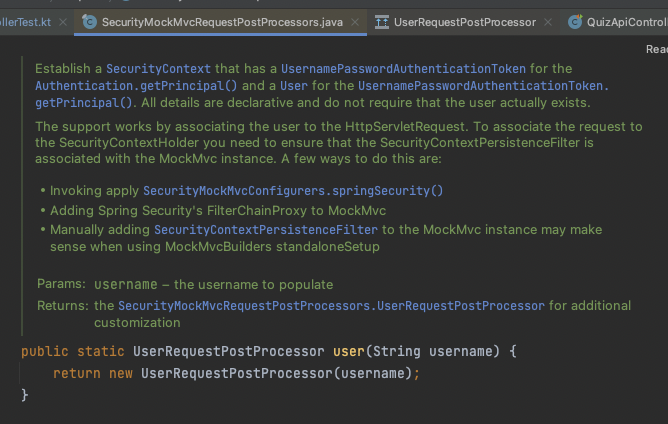 ollerTest.kt × SecurityMockMvcRequestPostProcessors.java × UserRequestPostProcessor × QuizApiControl
Read
Establish a SecurityContext that has a UsernamePasswordAuthenticationToken for the
Authentication.getPrincipal() and a User for the UsernamePasswordAuthenticationToken.
getPrincipal(). All details are declarative and do not require that the user actually exists.
The support works by associating the user to the HttpServletRequest. To associate the request to
the SecurityContextHolder you need to ensure that the SecurityContextPersistenceFilter is
associated with the MockMvc instance. A few ways to do this are:
• Invoking apply SecurityMockMvcConfigurers.springSecurity()
• Adding Spring Security's FilterChainProxy to MockMvc
• Manually adding SecurityContextPersistenceFilter to the MockMvc instance may make
sense when using MockMvcBuilders standaloneSetup
Params: username – the username to populate
Returns: the SecurityMockMvcRequestPostProcessors.UserRequestPostProcessor for additional
customization
public static UserRequestPostProcessor user(String username) {
return new UserRequestPostProcessor(username);
}